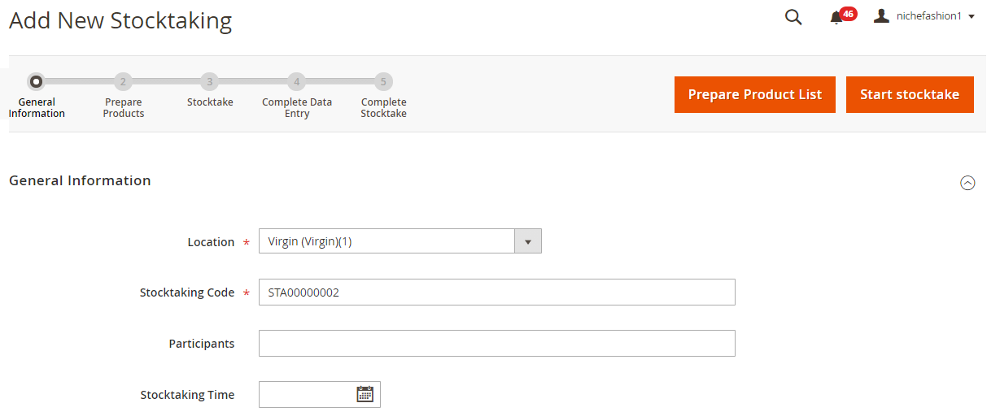 Add New Stocktaking
46
nichefashion1
2
3
4
5
General Information
Prepare Products
Stocktake
Complete Data Entry
Complete Stocktake
Prepare Product List
Start stocktake
General Information
Location *
Virgin (Virgin)(1)
Stocktaking Code *
STA00000002
Participants
Stocktaking Time